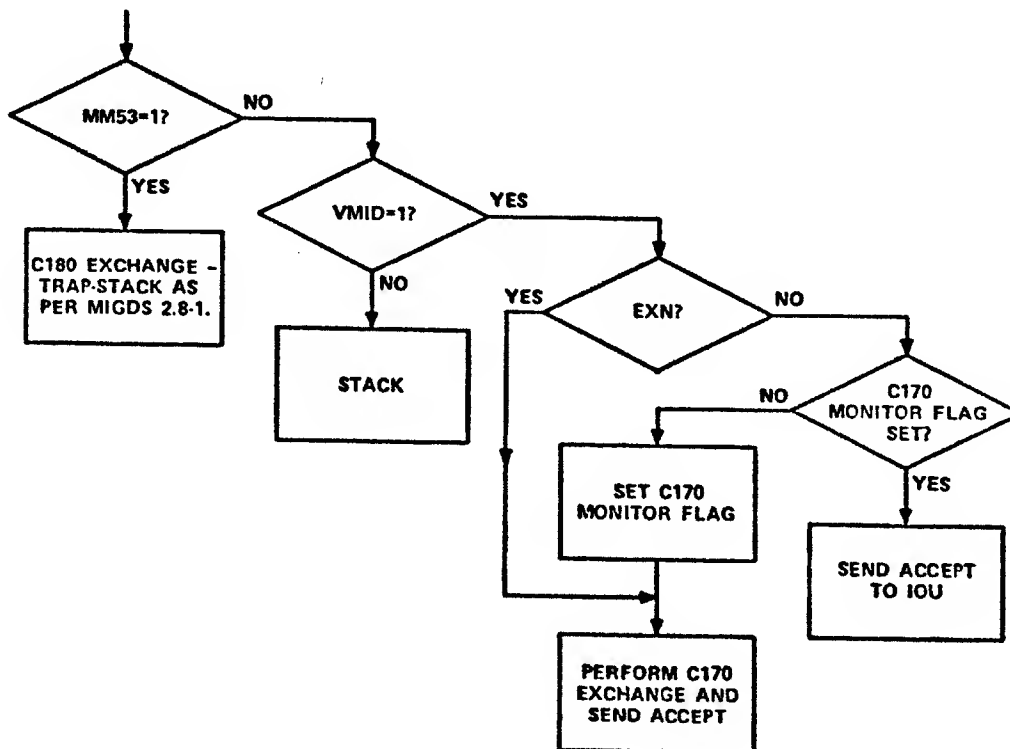 MM53=1?
NO
YES
C180 EXCHANGE –
TRAP-STACK AS
PER MIGDS 2.8-1.
VMID=1?
YES
NO
STACK
EXN?
YES
NO
C170
MONITOR FLAG
SET?
NO
YES
SET C170
MONITOR FLAG
SEND ACCEPT
TO IOU
PERFORM C170
EXCHANGE AND
SEND ACCEPT